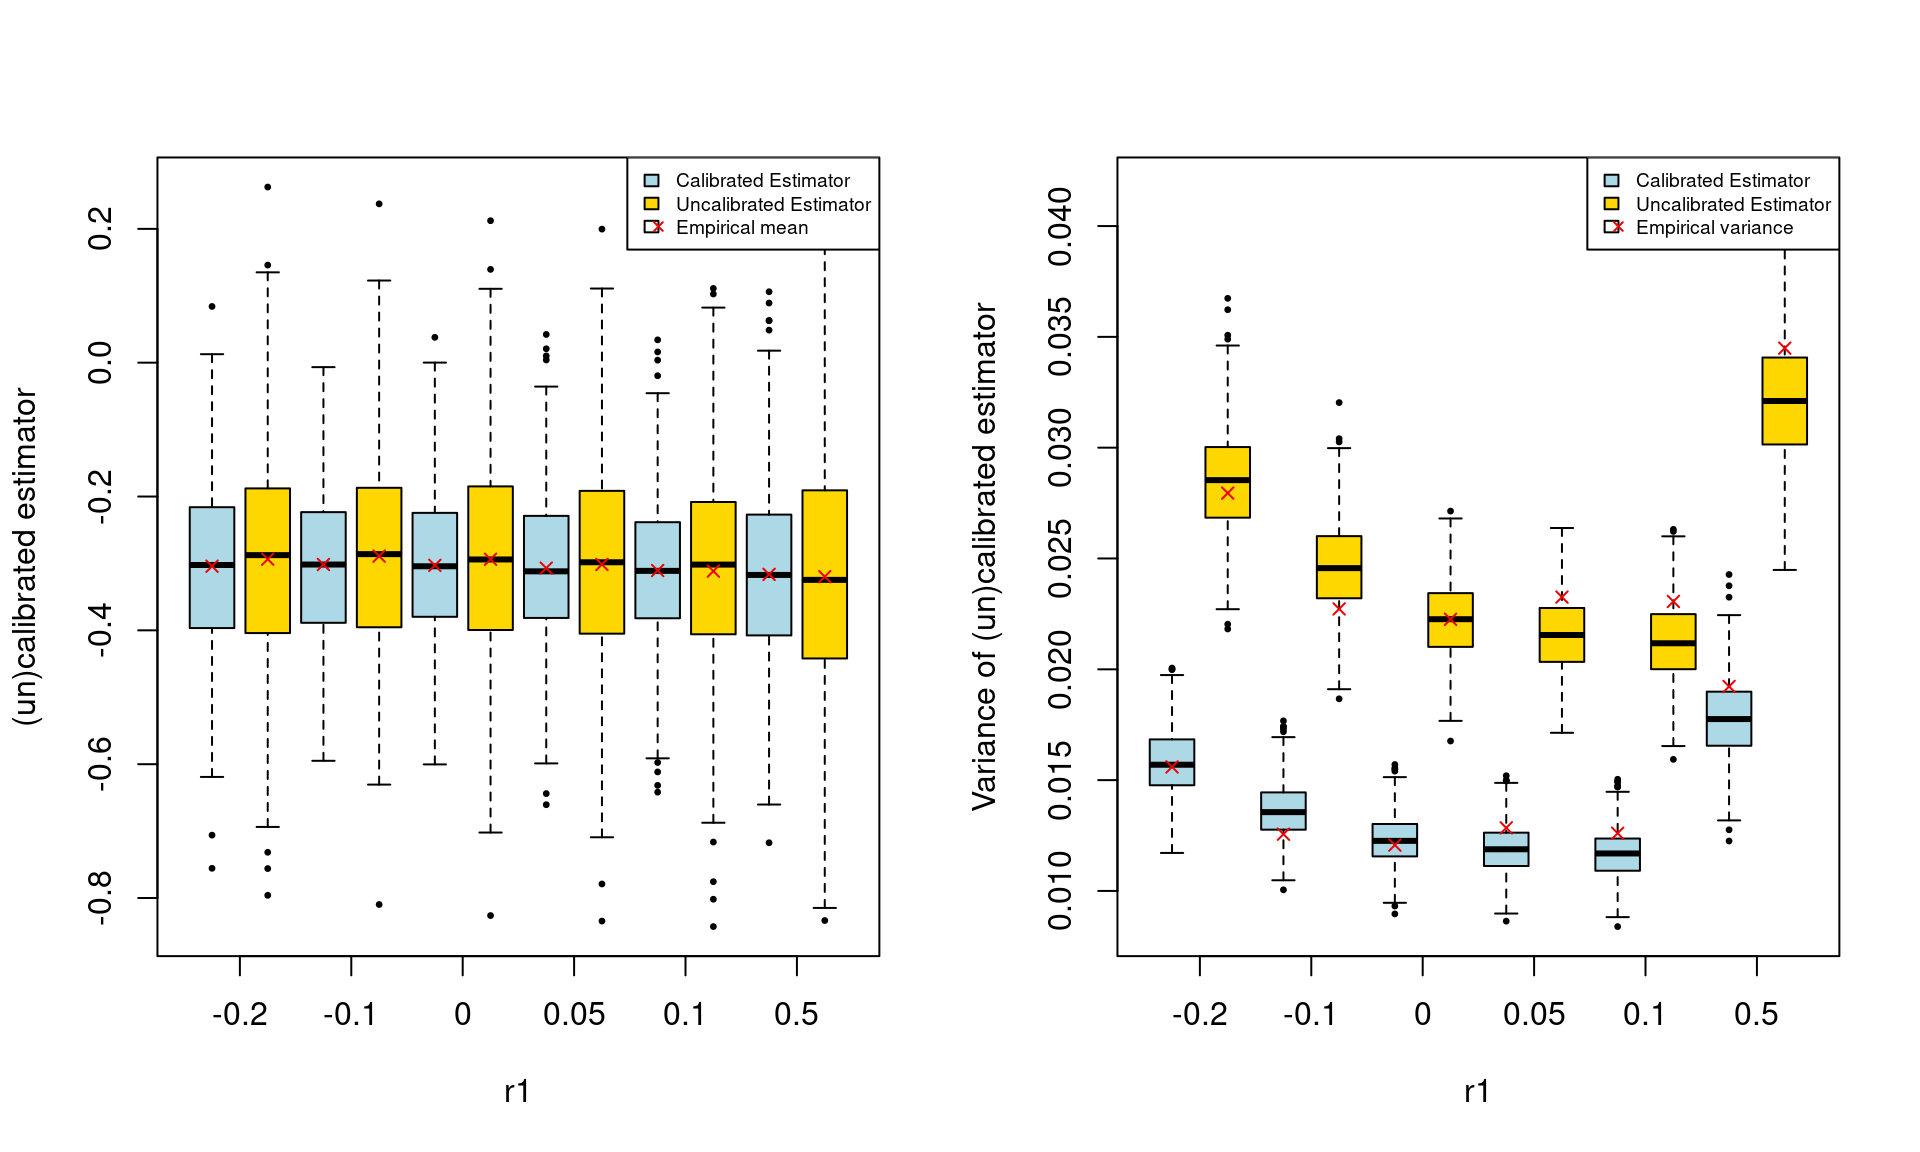 (un)calibrated estimator
0.2
0.0
-0.2
-0.4
-0.6
-0.8
Calibrated Estimator
Uncalibrated Estimator
Empirical mean
-0.2 -0.1 0 0.05 0.1 0.5
r1
Variance of (un)calibrated estimator
0.040
0.035
0.030
0.025
0.020
0.015
0.010
Calibrated Estimator
Uncalibrated Estimator
Empirical variance
-0.2 -0.1 0 0.05 0.1 0.5
r1